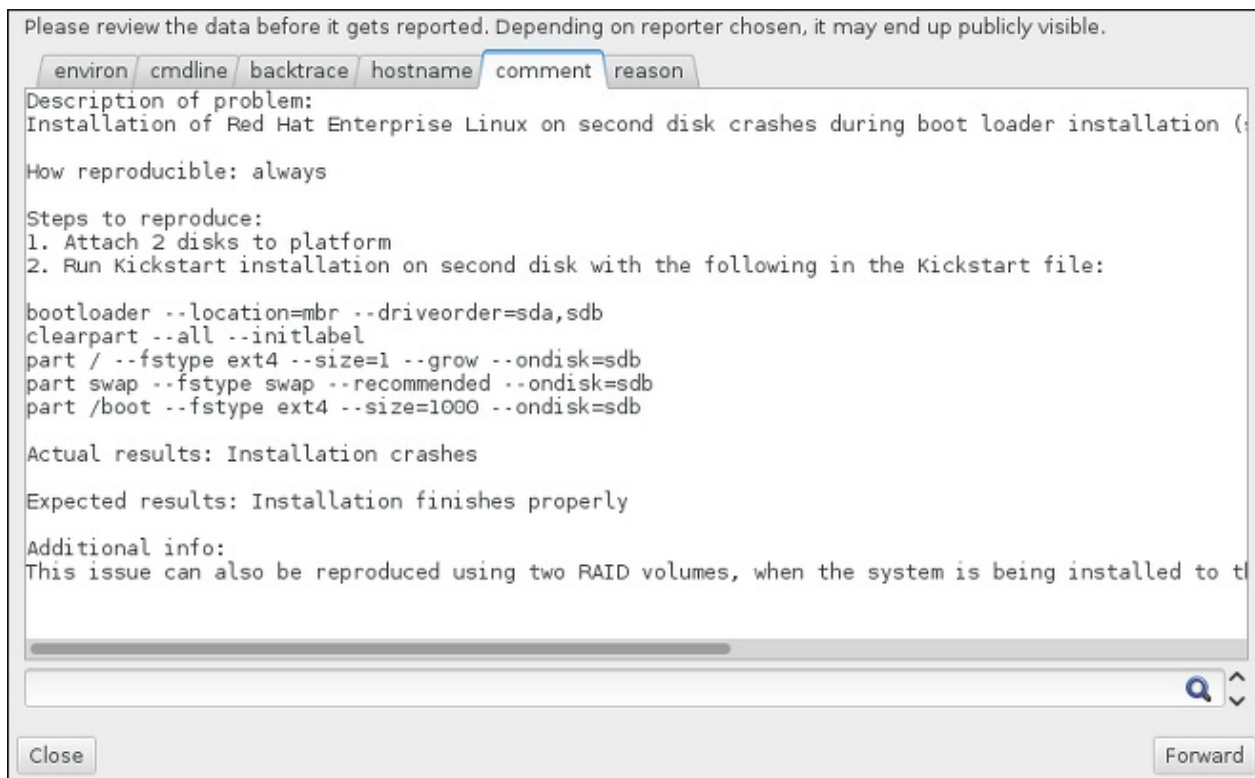 Please review the data before it gets reported. Depending on reporter chosen, it may end up publicly visible.
environ cmdline backtrace hostname comment reason
Description of problem:
Installation of Red Hat Enterprise Linux on second disk crashes during boot loader installation (
How reproducible: always
Steps to reproduce:
1. Attach 2 disks to platform
2. Run Kickstart installation on second disk with the following in the Kickstart file:
bootloader --location=mbr --driveorder=sda,sdb
clearpart --all --initlabel
part / --fstype ext4 --size=1 --grow --ondisk=sdb
part swap --fstype swap --recommended --ondisk=sdb
part /boot --fstype ext4 --size=1000 --ondisk=sdb
Actual results: Installation crashes
Expected results: Installation finishes properly
Additional info:
This issue can also be reproduced using two RAID volumes, when the system is being installed to
Close Forward